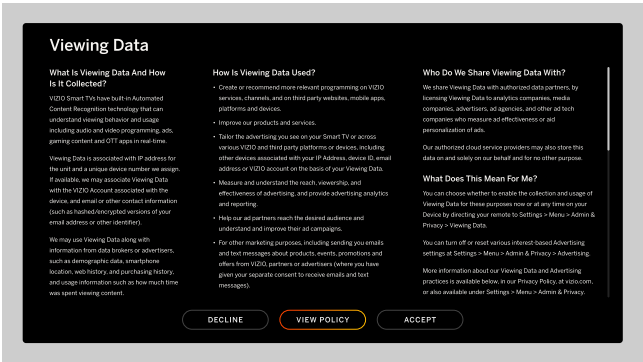 Viewing Data
What Is Viewing Data And How
Is It Collected?
VIZIO Smart TVs have built-in Automated
Content Recognition technology that can
understand viewing behavior and usage
including audio and video programming, ads,
gaming content and OTT apps in real-time.
Viewing Data is associated with IP address for
the unit and a unique device number we assign.
If available, we may associate Viewing Data
with the VIZIO Account associated with the
device, and email or other contact information
(such as hashed/encrypted versions of your
email address or other identifier).
We may use Viewing Data along with
information from data brokers or advertisers,
such as demographic data, smartphone
location, web history, and purchasing history,
and usage information such as how much time
was spent viewing content.
How Is Viewing Data Used?
• Create or recommend more relevant programming on VIZIO
services, channels, and on third party websites, mobile apps,
platforms and devices.
• Improve our products and services.
• Tailor the advertising you see on your Smart TV or across
various VIZIO and third party platforms or devices, including
other devices associated with your IP Address, device ID, email
address or VIZIO account on the basis of your Viewing Data.
• Measure and understand the reach, viewership, and
effectiveness of advertising, and provide advertising analytics
and reporting.
• Help our ad partners reach the desired audience and
understand and improve their ad campaigns.
• For other marketing purposes, including sending you emails
and text messages about products, events, promotions and
offers from VIZIO, partners or advertisers (where you have
given your separate consent to receive emails and text
messages).
Who Do We Share Viewing Data With?
We share Viewing Data with authorized data partners, by
licensing Viewing Data to analytics companies, media
companies, advertisers, ad agencies, and other ad tech
companies who measure ad effectiveness or aid
personalization of ads.
Our authorized cloud service providers may also store this
data on and solely on our behalf and for no other purpose.
What Does This Mean For Me?
You can choose whether to enable the collection and usage of
Viewing Data for these purposes now or at any time on your
Device by directing your remote to Settings > Menu > Admin &
Privacy > Viewing Data.
You can turn off or reset various interest-based Advertising
settings at Settings > Menu > Admin & Privacy > Advertising.
More information about our Viewing Data and Advertising
practices is available below, in our Privacy Policy, at vizio.com,
or also available under Settings > Menu > Admin & Privacy.
DECLINE
VIEW POLICY
ACCEPT